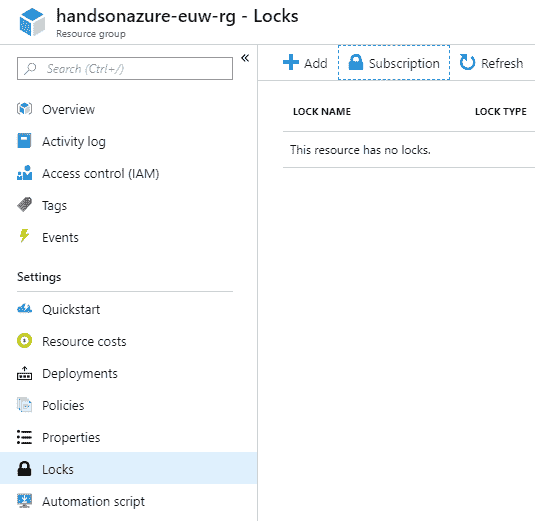 handsonazure-euw-rg - Locks
Resource group
Search (Ctrl+/)
«
Overview
Activity log
Access control (IAM)
Tags
Events
Settings
Quickstart
Resource costs
Deployments
Policies
Properties
Locks
Automation script
Add Subscription Refresh
LOCK NAME LOCK TYPE
This resource has no locks.